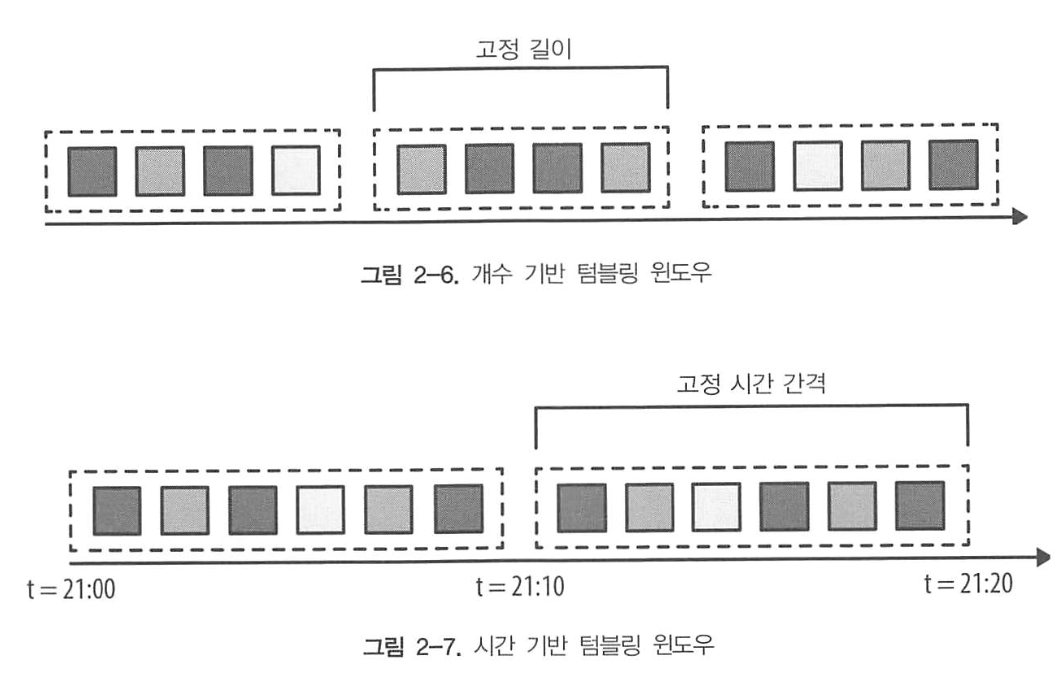 고정 길이
그림 2-6. 개수 기반 텀블링 윈도우
고정 시간 간격
t = 21:00
t = 21:10
t = 21:20
그림 2-7. 시간 기반 텀블링 윈도우